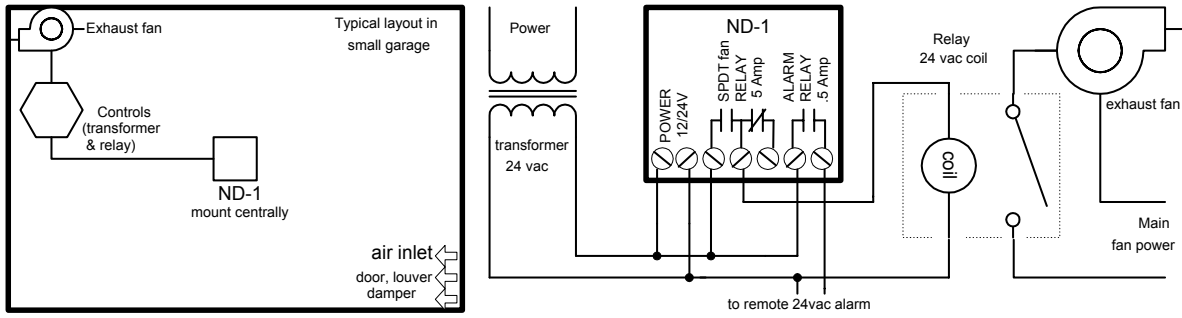 Exhaust fan
Typical layout in
small garage
Controls
(transformer
& relay)
ND-1
mount centrally
air inlet
door, louver
damper
Power
transformer
24 vac
ND-1
POWER
12/24V
SPDT fan
RELAY
5 Amp
ALARM
RELAY
.5 Amp
to remote 24vac alarm
Relay
24 vac coil
coil
exhaust fan
Main
fan power